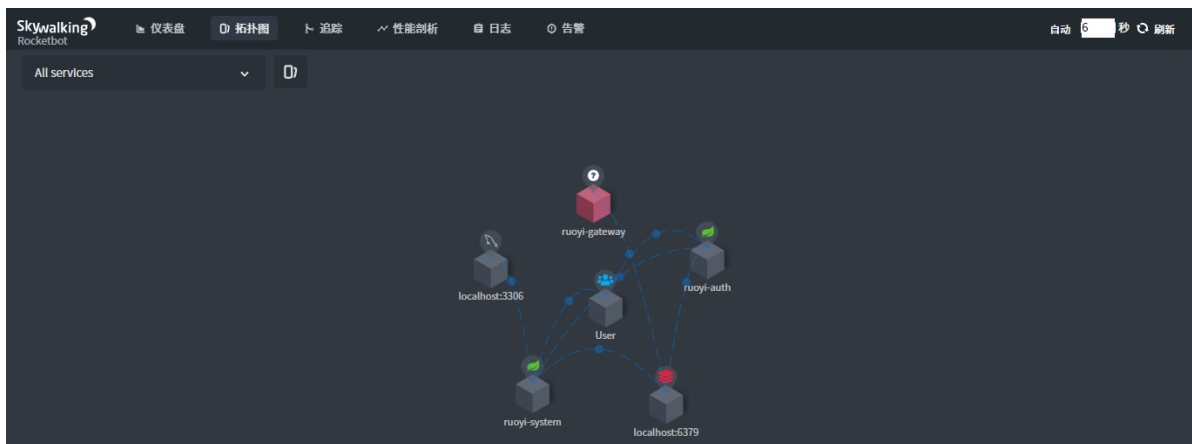 Skywalking
Rocketbot
仪表盘
拓扑图
追踪
性能剖析
日志
告警
自动 6 秒 刷新
All services
ruoyi-gateway
ruoyi-auth
localhost:3306
User
ruoyi-system
localhost:6379